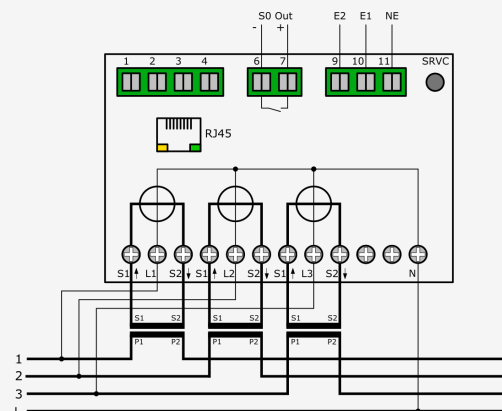 S0 Out E2 E1 NE
- +
1 2 3 4 6 7 9 10 11 SRVC
RJ45
S1 L1 S2 S1 L2 S2 S1 L3 S2 N
S1 S2 S1 S2 S1 S2
P1 P2 P1 P2 P1 P2
1
2
3